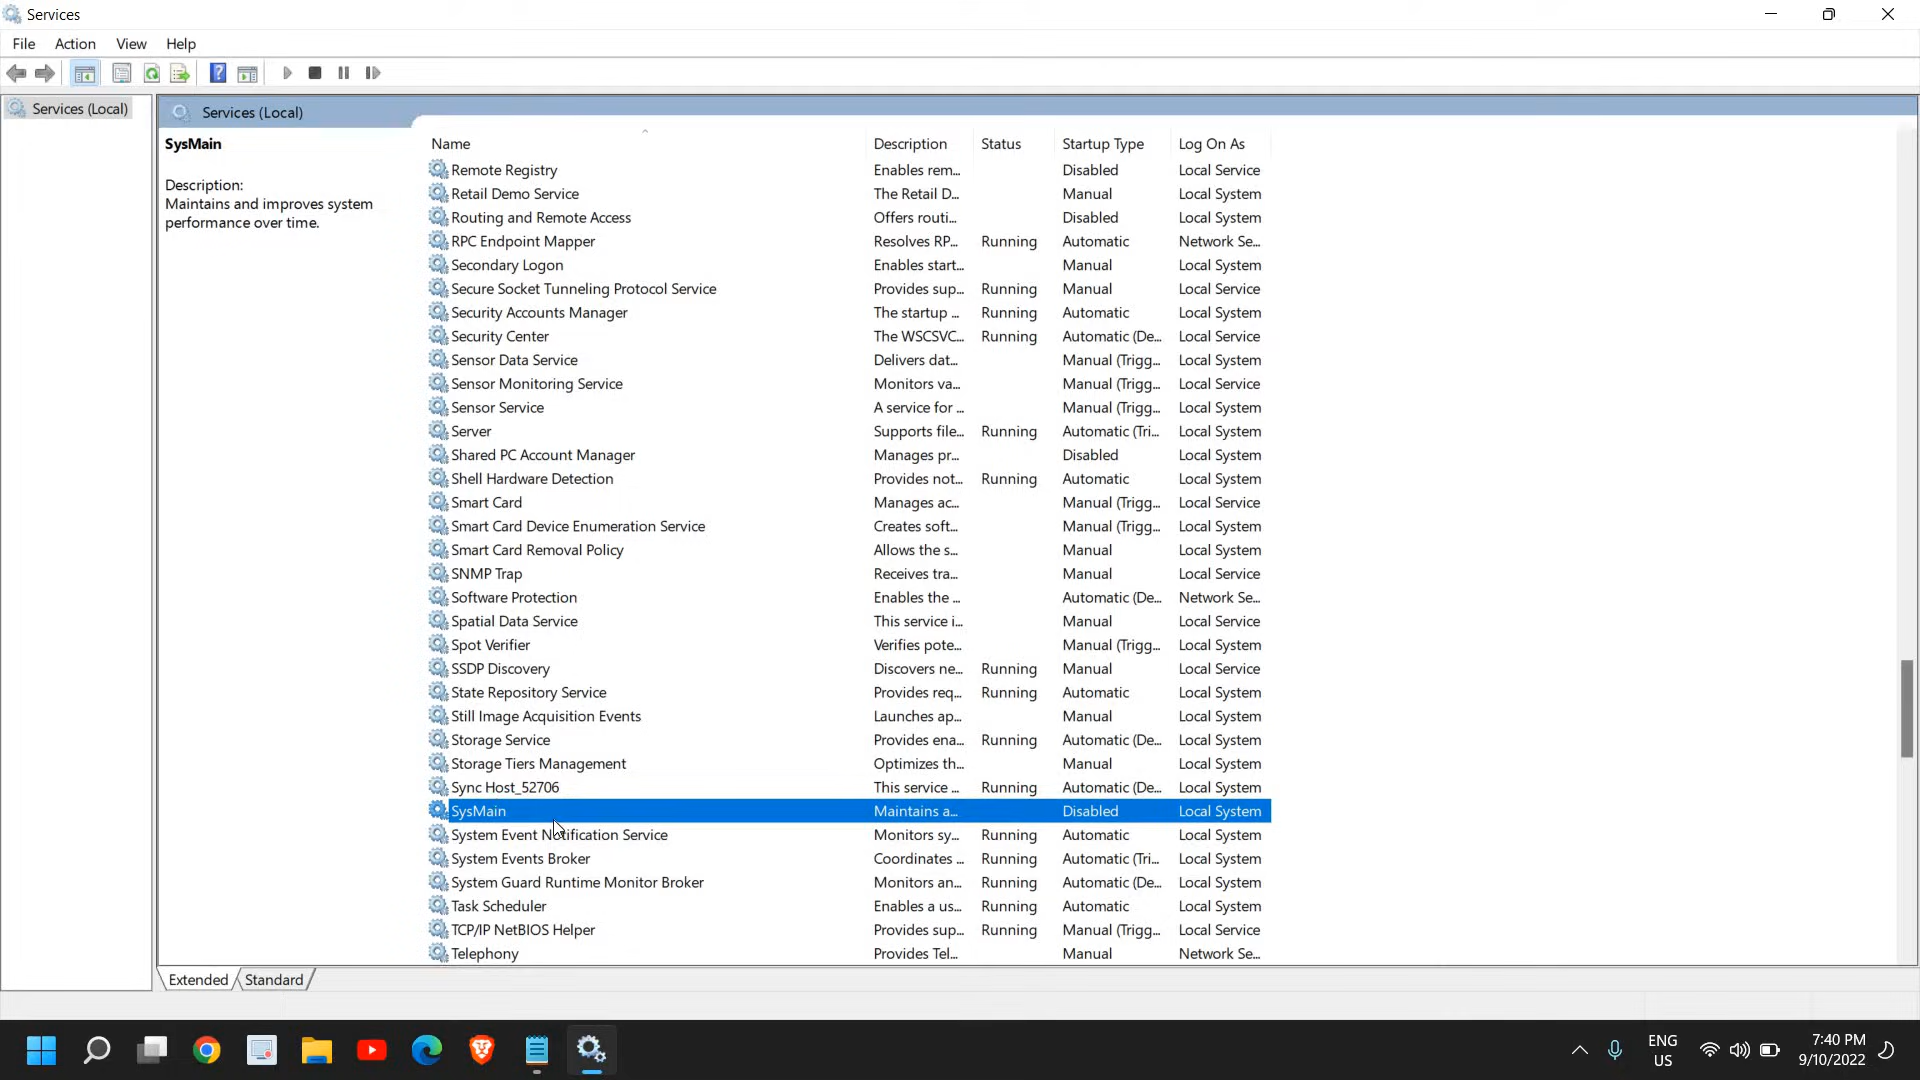 Services
File Action View Help
Services (Local)
Services (Local)
SysMain
Description:
Maintains and improves system
performance over time.
Name Description Status Startup Type Log On As
Remote Registry Enables rem... Disabled Local Service
Retail Demo Service The Retail D... Manual Local System
Routing and Remote Access Offers routi... Disabled Local System
RPC Endpoint Mapper Resolves RP... Running Automatic Network Se...
Secondary Logon Enables start... Manual Local System
Secure Socket Tunneling Protocol Service Provides sup... Running Manual Local Service
Security Accounts Manager The startup ... Running Automatic Local System
Security Center The WSCSVC... Running Automatic (De... Local Service
Sensor Data Service Delivers dat... Manual (Trigg... Local System
Sensor Monitoring Service Monitors va... Manual (Trigg... Local Service
Sensor Service A service for ... Manual (Trigg... Local System
Server Supports file... Running Automatic (Tri... Local System
Shared PC Account Manager Manages pr... Disabled Local System
Shell Hardware Detection Provides not... Running Automatic Local System
Smart Card Manages ac... Manual (Trigg... Local Service
Smart Card Device Enumeration Service Creates soft... Manual (Trigg... Local System
Smart Card Removal Policy Allows the s... Manual Local System
SNMP Trap Receives tra... Manual Local Service
Software Protection Enables the ... Automatic (De... Network Se...
Spatial Data Service This service i... Manual Local Service
Spot Verifier Verifies pote... Manual (Trigg... Local System
SSDP Discovery Discovers ne... Running Manual Local Service
State Repository Service Provides req... Running Automatic Local System
Still Image Acquisition Events Launches ap... Manual Local System
Storage Service Provides ena... Running Automatic (De... Local System
Storage Tiers Management Optimizes th... Manual Local System
Sync Host_52706 This service ... Running Automatic (De... Local System
SysMain Maintains a... Disabled Local System
System Event Notification Service Monitors sy... Running Automatic Local System
System Events Broker Coordinates ... Running Automatic (Tri... Local System
System Guard Runtime Monitor Broker Monitors an... Running Automatic (De... Local System
Task Scheduler Enables a us... Running Automatic Local System
TCP/IP NetBIOS Helper Provides sup... Running Manual (Trigg... Local Service
Telephony Provides Tel... Manual Network Se...
Extended Standard
ENG 7:40 PM
US 9/10/2022